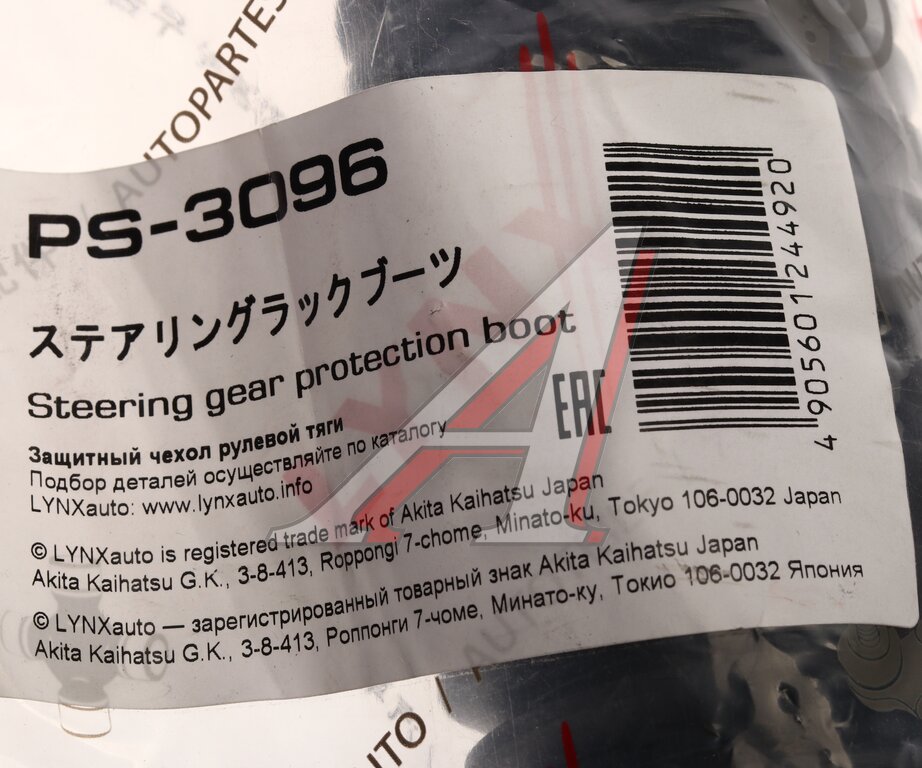 AUTOPARTES
PS-3096
ステアリングラックブーツ
Steering gear protection boot
Защитный чехол рулевой тяги
Подбор деталей осуществляйте по каталогу
LYNXauto: www.lynxauto.info
EAC
4 905601 244920
© LYNXauto is registered trade mark of Akita Kaihatsu Japan
Akita Kaihatsu G.K., 3-8-413, Roppongi 7-chome, Minato-ku, Tokyo 106-0032 Japan
© LYNXauto — зарегистрированный товарный знак Akita Kaihatsu Japan
Akita Kaihatsu G.K., 3-8-413, Роппонги 7-чоме, Минато-ку, Токио 106-0032 Япония